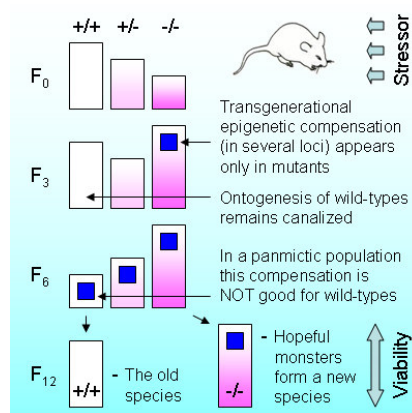 +/+ +/- -/-
Stressor
F0
Transgenerational
epigenetic compensation
(in several loci) appears
only in mutants
F3
Ontogenesis of wild-types
remains canalized
In a panmictic population
this compensation is
NOT good for wild-types
F6
- Hopeful
monsters
form a new
species
F12
+/+
- The old
species
-/-
Viability